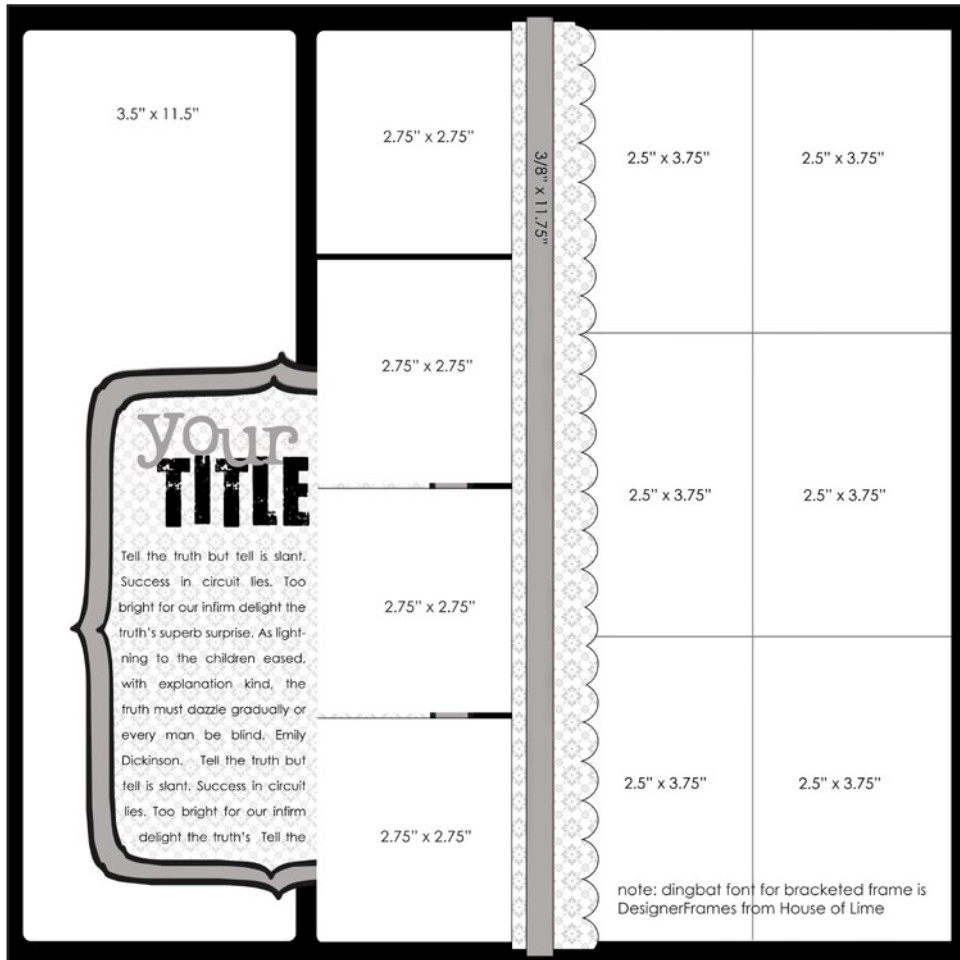 3.5" x 11.5"
your
TITLE
Tell the truth but tell is slant.
Success in circuit lies. Too
bright for our infirm delight the
truth's superb surprise. As light-
ning to the children eased,
with explanation kind, the
truth must dazzle gradually or
every man be blind. Emily
Dickinson. Tell the truth but
tell is slant. Success in circuit
lies. Too bright for our infirm
delight the truth's Tell the
2.75" x 2.75"
2.75" x 2.75"
2.75" x 2.75"
2.75" x 2.75"
3/8" x 11.75"
2.5" x 3.75"
2.5" x 3.75"
2.5" x 3.75"
2.5" x 3.75"
2.5" x 3.75"
2.5" x 3.75"
note: dingbat font for bracketed frame is
DesignerFrames from House of Lime